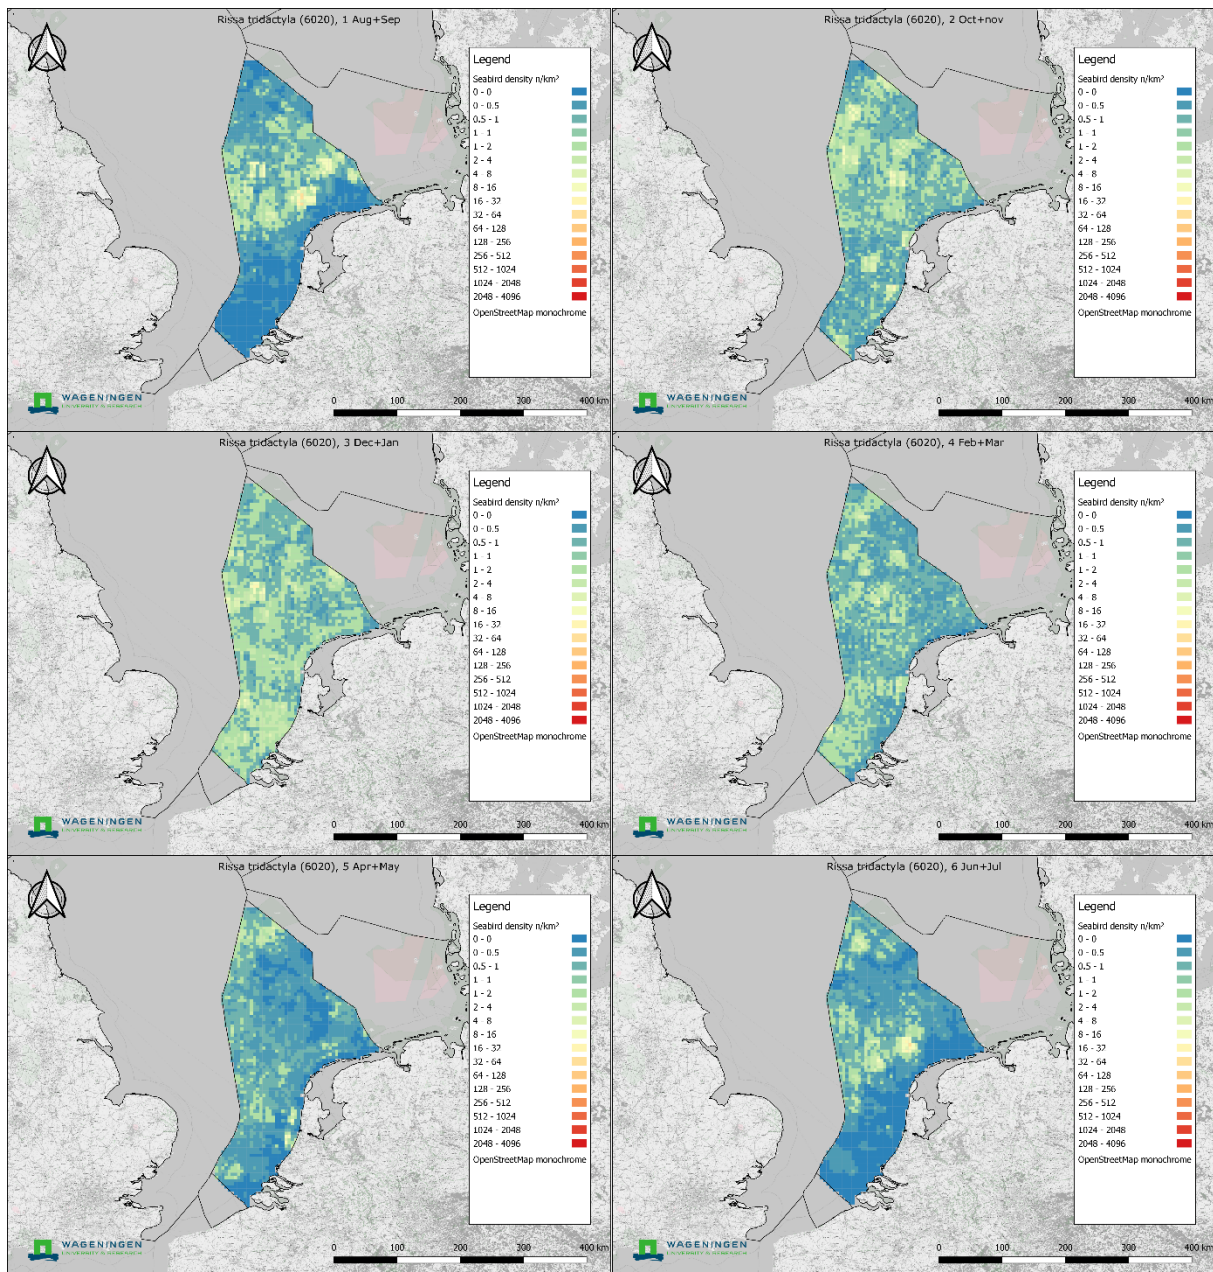 Rissa tridactyla (6020), 1 Aug+Sep
Legend
Seabird density n/km²
0 - 0
0 - 0.5
0.5 - 1
1 - 1
1 - 2
2 - 4
4 - 8
8 - 16
16 - 32
32 - 64
64 - 128
128 - 256
256 - 512
512 - 1024
1024 - 2048
2048 - 4096
OpenStreetMap monochrome
WAGENINGEN
UNIVERSITY & RESEARCH
0 100 200 300 400 km
Rissa tridactyla (6020), 2 Oct+nov
Legend
Seabird density n/km²
0 - 0
0 - 0.5
0.5 - 1
1 - 1
1 - 2
2 - 4
4 - 8
8 - 16
16 - 32
32 - 64
64 - 128
128 - 256
256 - 512
512 - 1024
1024 - 2048
2048 - 4096
OpenStreetMap monochrome
WAGENINGEN
UNIVERSITY & RESEARCH
0 100 200 300 400 km
Rissa tridactyla (6020), 3 Dec+Jan
Legend
Seabird density n/km²
0 - 0
0 - 0.5
0.5 - 1
1 - 1
1 - 2
2 - 4
4 - 8
8 - 16
16 - 32
32 - 64
64 - 128
128 - 256
256 - 512
512 - 1024
1024 - 2048
2048 - 4096
OpenStreetMap monochrome
WAGENINGEN
UNIVERSITY & RESEARCH
0 100 200 300 400 km
Rissa tridactyla (6020), 4 Feb+Mar
Legend
Seabird density n/km²
0 - 0
0 - 0.5
0.5 - 1
1 - 1
1 - 2
2 - 4
4 - 8
8 - 16
16 - 32
32 - 64
64 - 128
128 - 256
256 - 512
512 - 1024
1024 - 2048
2048 - 4096
OpenStreetMap monochrome
WAGENINGEN
UNIVERSITY & RESEARCH
0 100 200 300 400 km
Rissa tridactyla (6020), 5 Apr+May
Legend
Seabird density n/km²
0 - 0
0 - 0.5
0.5 - 1
1 - 1
1 - 2
2 - 4
4 - 8
8 - 16
16 - 32
32 - 64
64 - 128
128 - 256
256 - 512
512 - 1024
1024 - 2048
2048 - 4096
OpenStreetMap monochrome
WAGENINGEN
UNIVERSITY & RESEARCH
0 100 200 300 400 km
Rissa tridactyla (6020), 6 Jun+Jul
Legend
Seabird density n/km²
0 - 0
0 - 0.5
0.5 - 1
1 - 1
1 - 2
2 - 4
4 - 8
8 - 16
16 - 32
32 - 64
64 - 128
128 - 256
256 - 512
512 - 1024
1024 - 2048
2048 - 4096
OpenStreetMap monochrome
WAGENINGEN
UNIVERSITY & RESEARCH
0 100 200 300 400 km